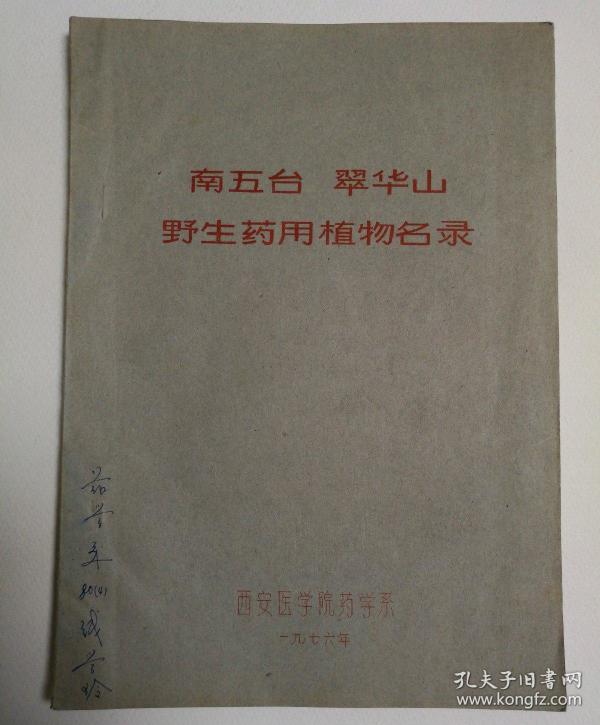 南五台 翠华山
野生药用植物名录
西安医学院药学系
一九七六年
孔夫子旧书网
www.kongfz.com